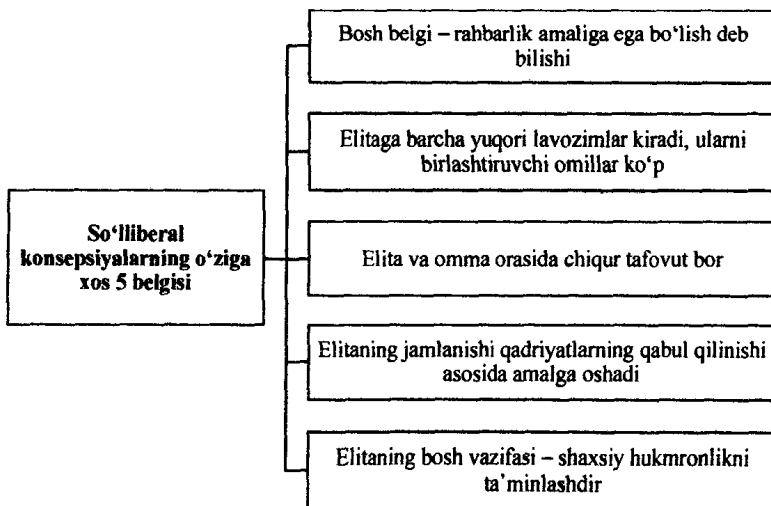 Bosh belgi – rahbarlik amaliga ega bo‘lish deb
bilishi
Elitaga barcha yuqori lavozimlar kiradi, ularni
birlashtiruvchi omillar ko‘p
So‘lliberal
konsepsiyalarning o‘ziga
xos 5 belgisi
Elita va omma orasida chiqur tafovut bor
Elitaning jamlanishi qadriyatlarning qabul qilinishi
asosida amalga oshadi
Elitaning bosh vazifasi – shaxsiy hukmronlikni
ta’minlashdir